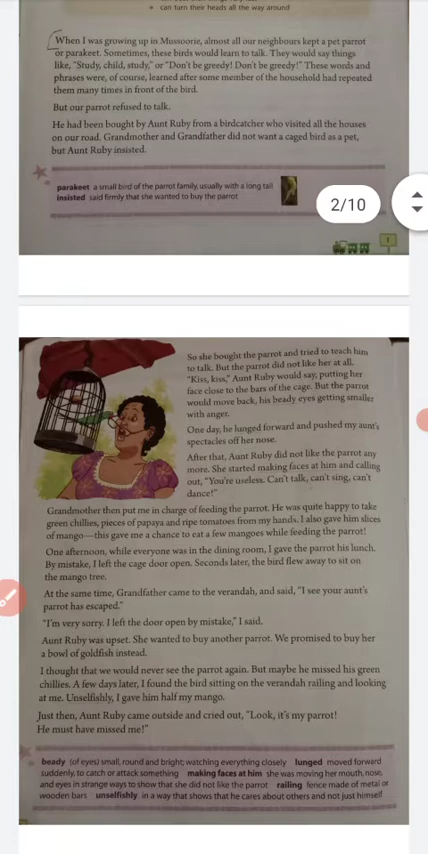 can turn their heads all the way around
When I was growing up in Mussoorie, almost all our neighbours kept a pet parrot
or parakeet. Sometimes, these birds would learn to talk. They would say things
like, "Study, child, study," or "Don't be greedy! Don't be greedy!" These words and
phrases were, of course, learned after some member of the household had repeated
them many times in front of the bird.
But our parrot refused to talk.
He had been bought by Aunt Ruby from a birdcatcher who visited all the houses
on our road. Grandmother and Grandfather did not want a caged bird as a pet,
but Aunt Ruby insisted.
parakeet a small bird of the parrot family, usually with a long tail
insisted said firmly that she wanted to buy the parrot
2/10
1
So she bought the parrot and tried to teach him
to talk. But the parrot did not like her at all.
"Kiss, kiss," Aunt Ruby would say, putting her
face close to the bars of the cage. But the parrot
would move back, his beady eyes getting smaller
with anger.
One day, he lunged forward and pushed my aunt's
spectacles off her nose.
After that, Aunt Ruby did not like the parrot any
more. She started making faces at him and calling
out, "You're useless. Can't talk, can't sing, can't
dance!"
Grandmother then put me in charge of feeding the parrot. He was quite happy to take
green chillies, pieces of papaya and ripe tomatoes from my hands. I also gave him slices
of mango—this gave me a chance to eat a few mangoes while feeding the parrot!
One afternoon, while everyone was in the dining room, I gave the parrot his lunch.
By mistake, I left the cage door open. Seconds later, the bird flew away to sit on
the mango tree.
At the same time, Grandfather came to the verandah, and said, "I see your aunt's
parrot has escaped."
"I'm very sorry. I left the door open by mistake," I said.
Aunt Ruby was upset. She wanted to buy another parrot. We promised to buy her
a bowl of goldfish instead.
I thought that we would never see the parrot again. But maybe he missed his green
chillies. A few days later, I found the bird sitting on the verandah railing and looking
at me. Unselfishly, I gave him half my mango.
Just then, Aunt Ruby came outside and cried out, "Look, it's my parrot!
He must have missed me!"
beady (of eyes) small, round and bright; watching everything closely lunged moved forward
suddenly, to catch or attack something making faces at him she was moving her mouth, nose,
and eyes in strange ways to show that she did not like the parrot railing fence made of metal or
wooden bars unselfishly in a way that shows that he cares about others and not just himself